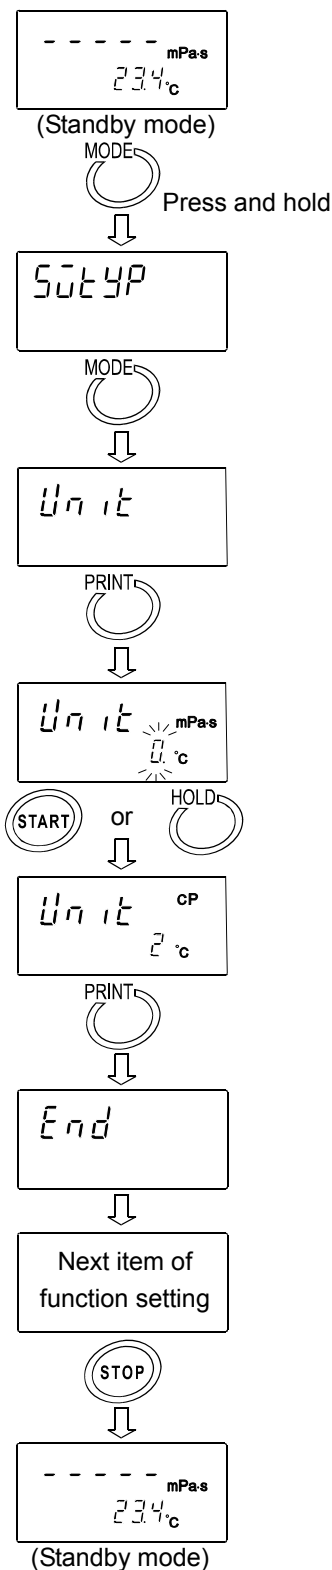 - - - - - mPa·s
23.4 °C
(Standby mode)
MODE
Press and hold
SūtyP
MODE
Unit
PRINT
Unit mPa·s
0. °C
START or HOLD
Unit CP
2 °C
PRINT
End
Next item of
function setting
STOP
- - - - - mPa·s
23.4 °C
(Standby mode)